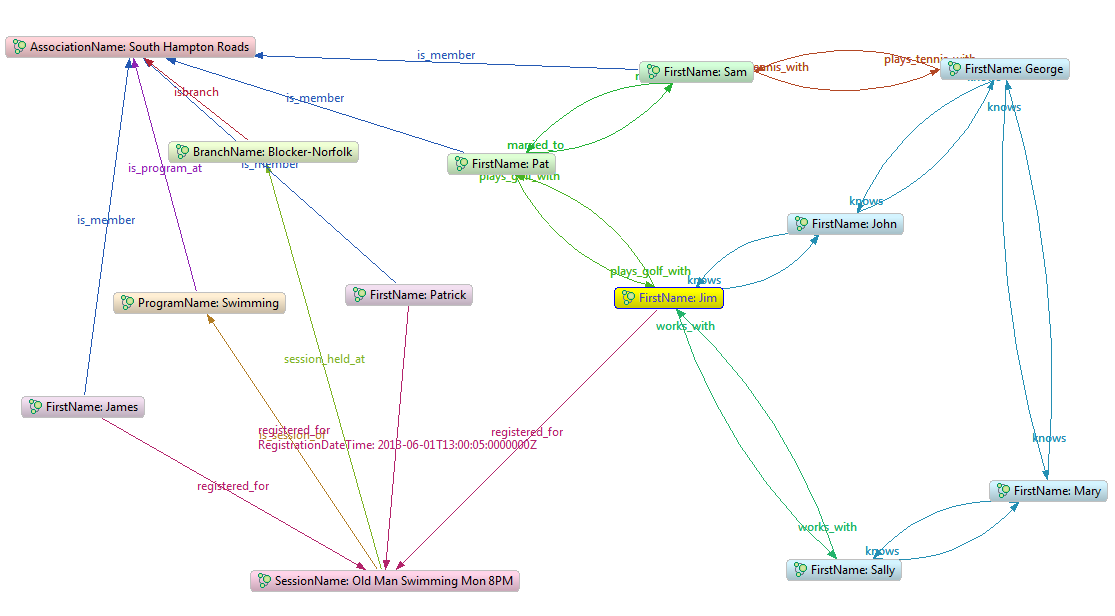 AssociationName: South Hampton Roads
is_member
FirstName: Sam
tennis_with
plays_tennis_with
FirstName: George
knows
isbranch
is_member
BranchName: Blocker-Norfolk
is_member
married_to
FirstName: Pat
plays_golf_with
is_program_at
knows
FirstName: John
is_member
plays_golf_with
knows
ProgramName: Swimming
FirstName: Patrick
FirstName: Jim
works_with
session_held_at
FirstName: James
registered_for
is_session_of
RegistrationDateTime: 2013-06-01T13:00:05:0000000Z
registered_for
knows
registered_for
FirstName: Mary
works_with
knows
SessionName: Old Man Swimming Mon 8PM
FirstName: Sally